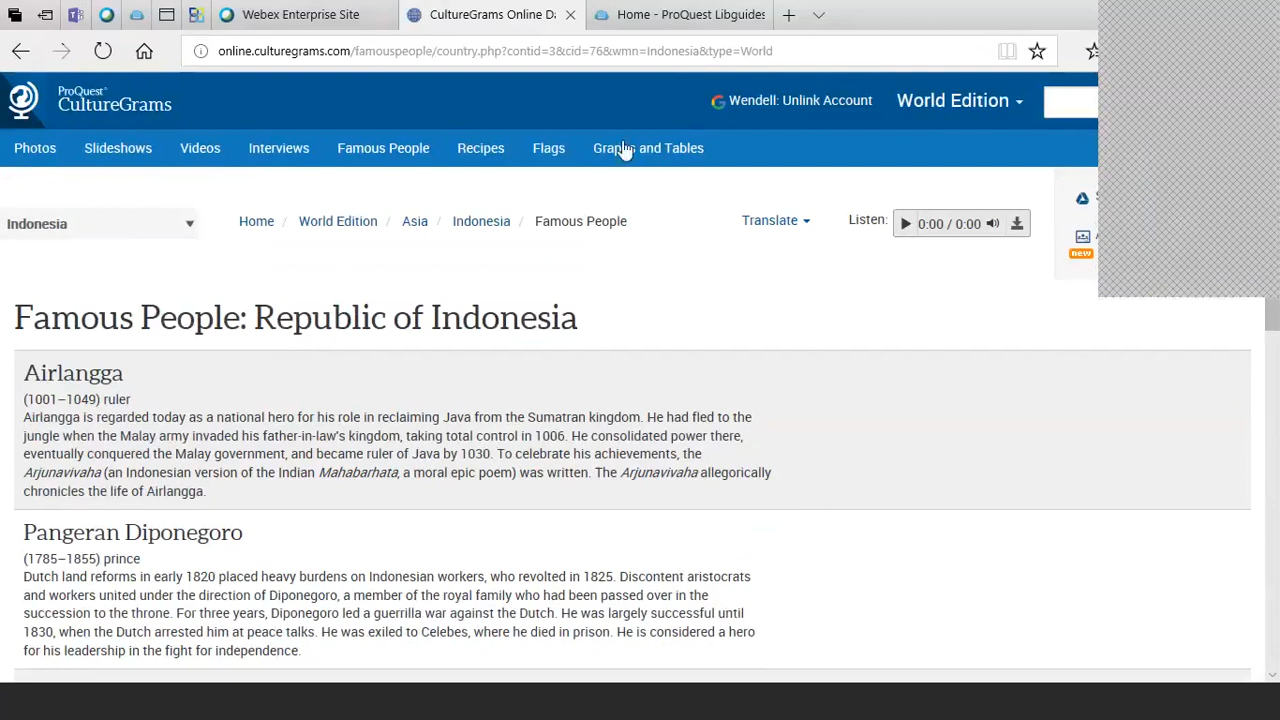 Webex Enterprise Site
CultureGrams Online Da
Home - ProQuest Libguides
online.culturegrams.com/famouspeople/country.php?contid=3&cid=76&wmn=Indonesia&type=World
ProQuest®
CultureGrams
Wendell: Unlink Account
World Edition
Photos
Slideshows
Videos
Interviews
Famous People
Recipes
Flags
Graphs and Tables
Indonesia
Home / World Edition / Asia / Indonesia / Famous People
Translate
Listen:
0:00 / 0:00
new
Famous People: Republic of Indonesia
Airlangga
(1001–1049) ruler
Airlangga is regarded today as a national hero for his role in reclaiming Java from the Sumatran kingdom. He had fled to the
jungle when the Malay army invaded his father-in-law's kingdom, taking total control in 1006. He consolidated power there,
eventually conquered the Malay government, and became ruler of Java by 1030. To celebrate his achievements, the
Arjunavivaha (an Indonesian version of the Indian Mahabarhata, a moral epic poem) was written. The Arjunavivaha allegorically
chronicles the life of Airlangga.
Pangeran Diponegoro
(1785–1855) prince
Dutch land reforms in early 1820 placed heavy burdens on Indonesian workers, who revolted in 1825. Discontent aristocrats
and workers united under the direction of Diponegoro, a member of the royal family who had been passed over in the
succession to the throne. For three years, Diponegoro led a guerrilla war against the Dutch. He was largely successful until
1830, when the Dutch arrested him at peace talks. He was exiled to Celebes, where he died in prison. He is considered a hero
for his leadership in the fight for independence.